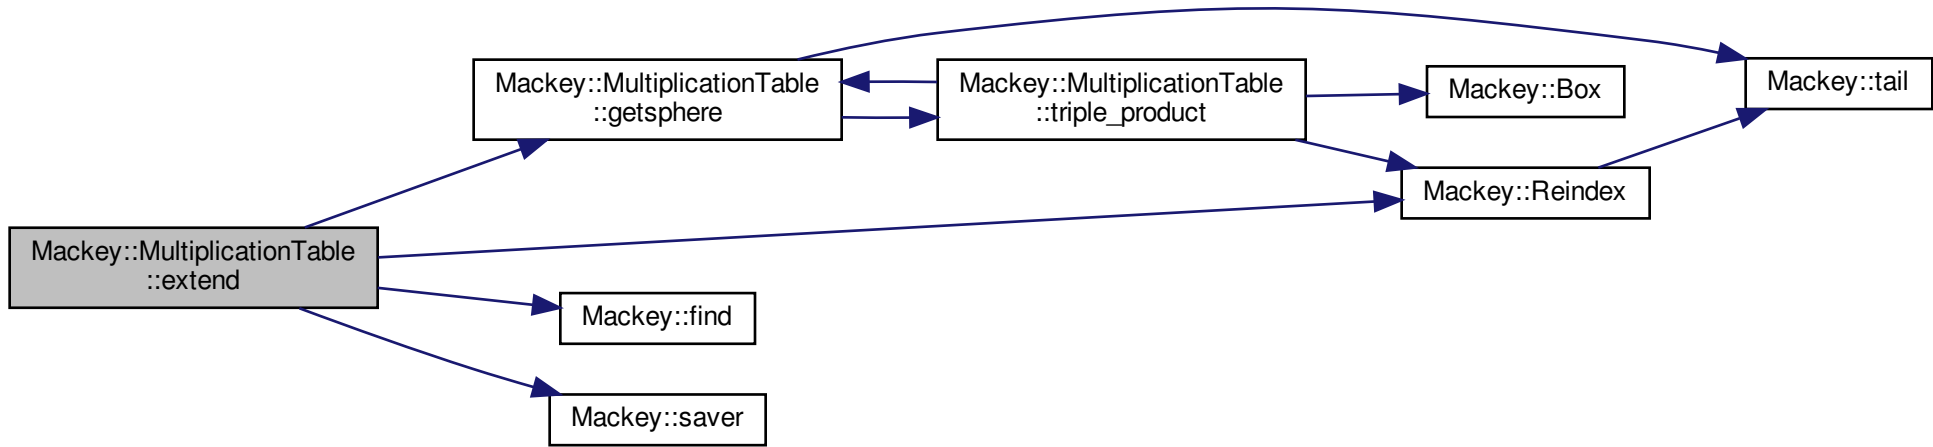 Mackey::MultiplicationTable
::extend
Mackey::MultiplicationTable
::getsphere
Mackey::MultiplicationTable
::triple_product
Mackey::Box
Mackey::tail
Mackey::Reindex
Mackey::find
Mackey::saver